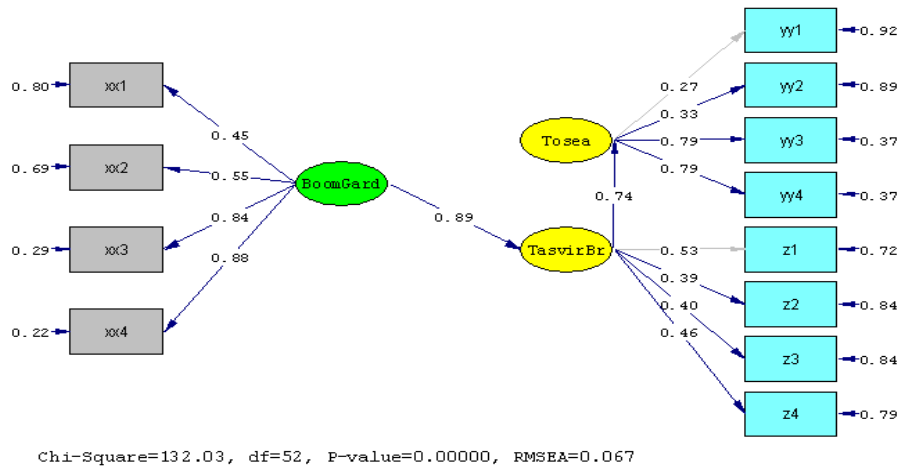 yy1
0.92
0.80
xx1
0.27
yy2
0.89
0.33
0.45
Tosea
0.79
yy3
0.37
0.69
xx2
0.55
BoomGard
0.79
yy4
0.37
0.74
0.84
0.89
0.29
xx3
TasvirBr
0.53
z1
0.72
0.88
0.39
0.40
z2
0.84
0.46
0.22
xx4
z3
0.84
z4
0.79
Chi-Square=132.03, df=52, P-value=0.00000, RMSEA=0.067